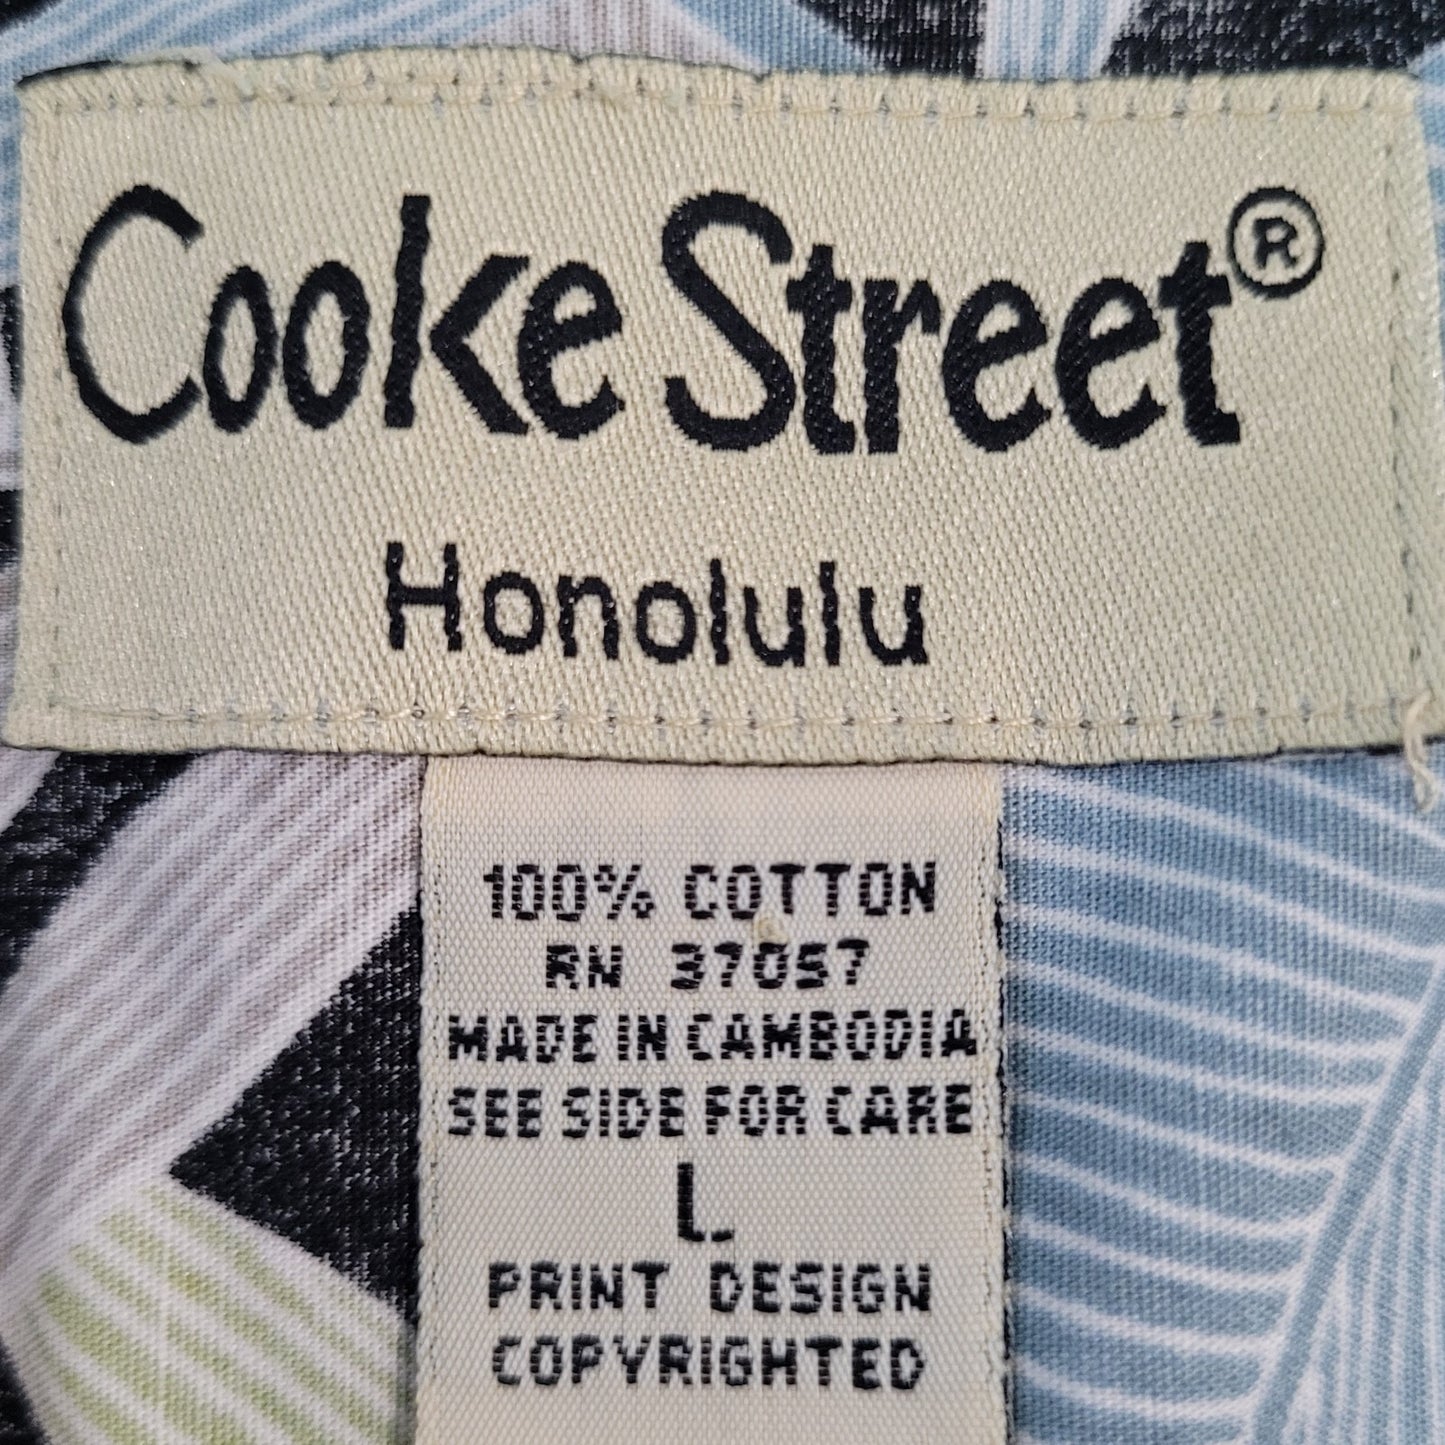 Cooke Street®
Honolulu
100% COTTON
RN 37057
MADE IN CAMBODIA
SEE SIDE FOR CARE
L
PRINT DESIGN
COPYRIGHTED